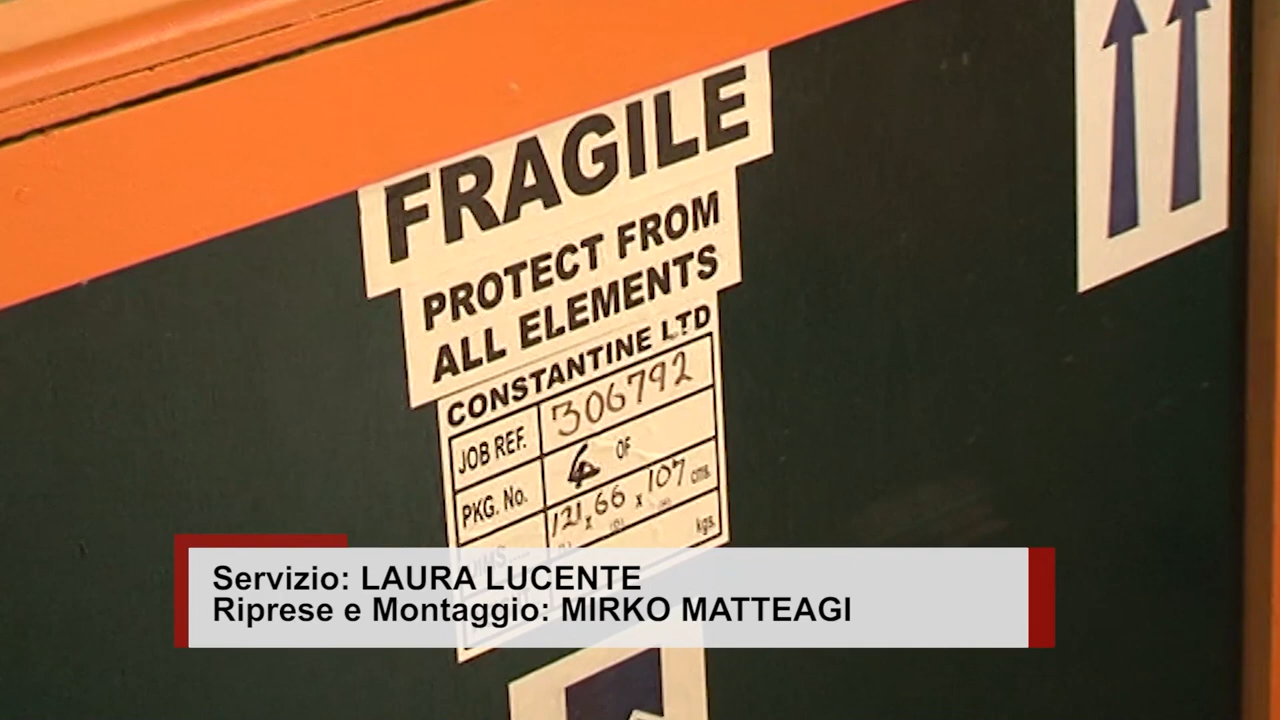 FRAGILE
PROTECT FROM
ALL ELEMENTS
CONSTANTINE LTD
JOB REF. 306792
PKG. No. 6 OF
121 x 66 x 107 cms.
kgs.
Servizio: LAURA LUCENTE
Riprese e Montaggio: MIRKO MATTEAGI